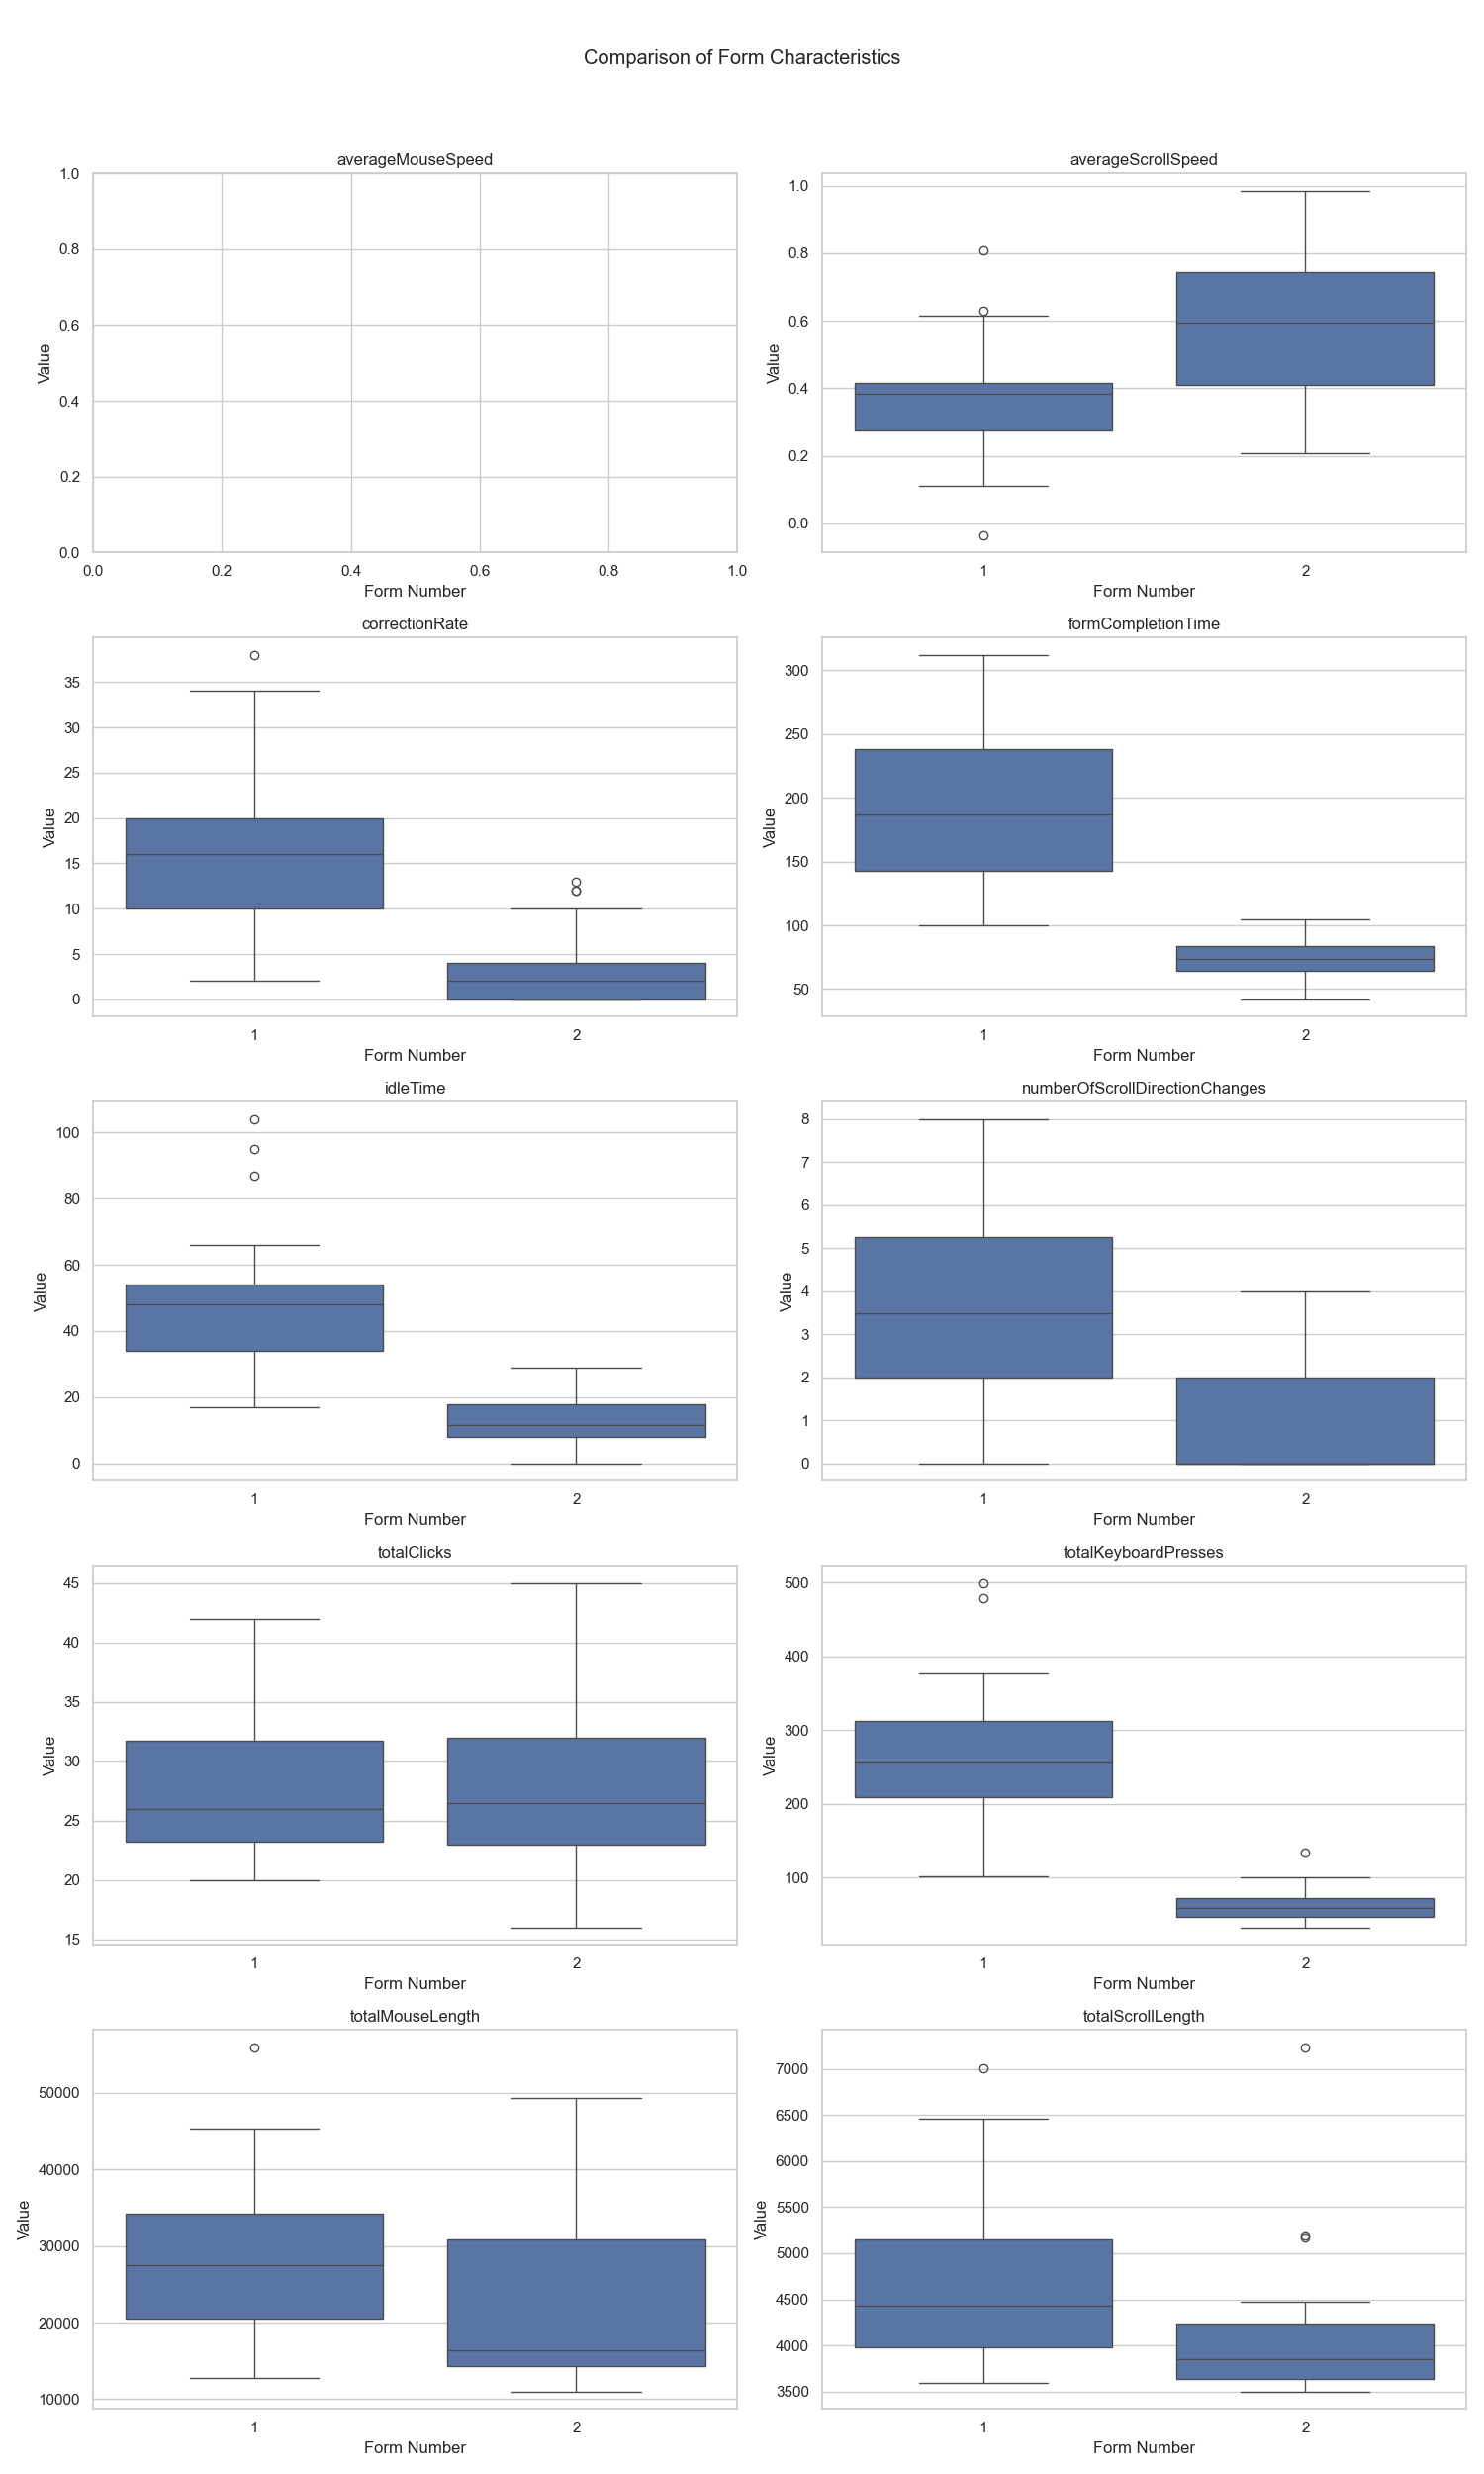 Comparison of Form Characteristics
averageMouseSpeed
1.0
0.8
0.6
0.4
0.2
0.0
Value
0.0 0.2 0.4 0.6 0.8 1.0
Form Number
averageScrollSpeed
1.0
0.8
0.6
0.4
0.2
0.0
Value
1 2
Form Number
correctionRate
35
30
25
20
15
10
5
0
Value
1 2
Form Number
formCompletionTime
300
250
200
150
100
50
Value
1 2
Form Number
idleTime
100
80
60
40
20
0
Value
1 2
Form Number
numberOfScrollDirectionChanges
8
7
6
5
4
3
2
1
0
Value
1 2
Form Number
totalClicks
45
40
35
30
25
20
15
Value
1 2
Form Number
totalKeyboardPresses
500
400
300
200
100
Value
1 2
Form Number
totalMouseLength
50000
40000
30000
20000
10000
Value
1 2
Form Number
totalScrollLength
7000
6500
6000
5500
5000
4500
4000
3500
Value
1 2
Form Number